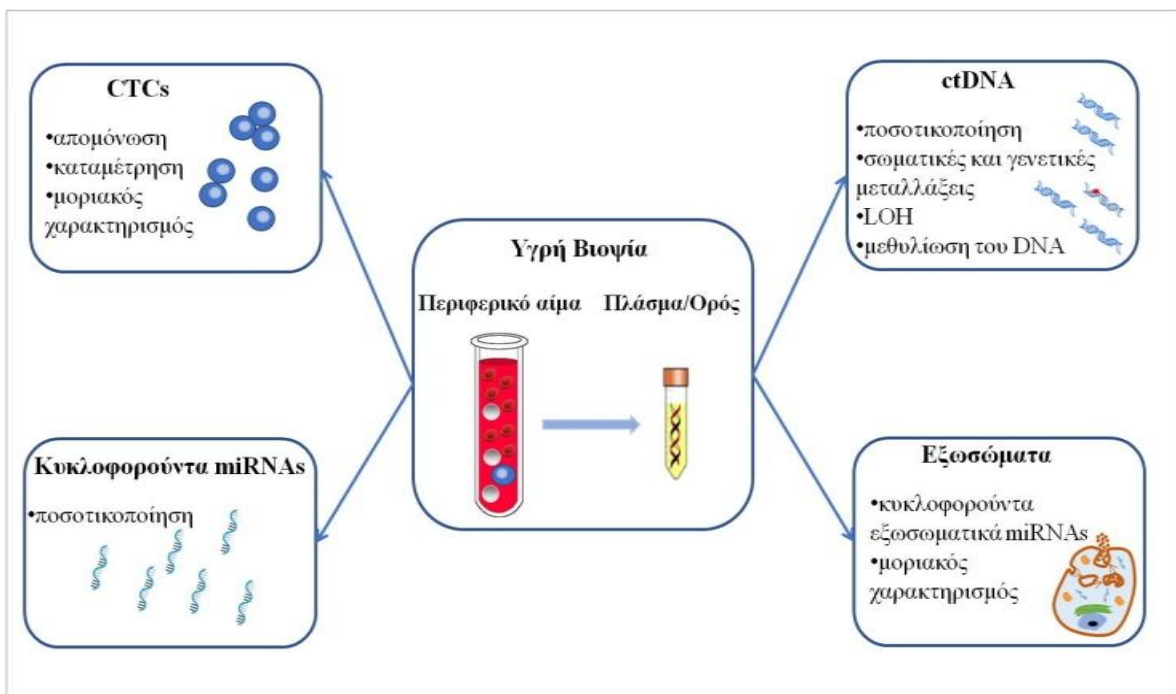 CTCs
•απομόνωση
•καταμέτρηση
•μοριακός
χαρακτηρισμός
ctDNA
•ποσοτικοποίηση
•σωματικές και γενετικές
μεταλλάξεις
•LOH
•μεθυλίωση του DNA
Υγρή Βιοψία
Περιφερικό αίμα
Πλάσμα/Ορός
Κυκλοφορούντα miRNAs
•ποσοτικοποίηση
Εξωσώματα
•κυκλοφορούντα
εξωσωματικά miRNAs
•μοριακός
χαρακτηρισμός